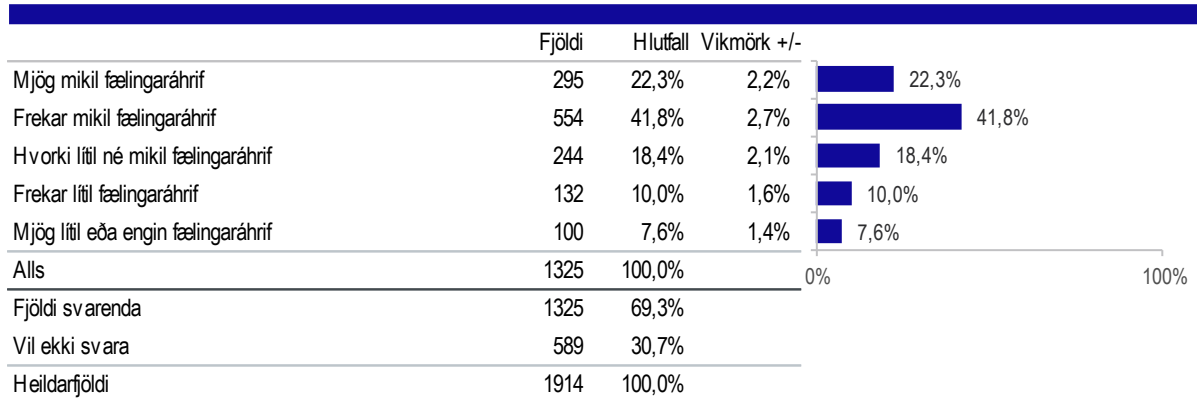 Fjöldi Hlutfall Vikmörk +/-
Mjög mikil fælingaráhrif 295 22,3% 2,2% 22,3%
Frekar mikil fælingaráhrif 554 41,8% 2,7% 41,8%
Hvorki lítil né mikil fælingaráhrif 244 18,4% 2,1% 18,4%
Frekar lítil fælingaráhrif 132 10,0% 1,6% 10,0%
Mjög lítil eða engin fælingaráhrif 100 7,6% 1,4% 7,6%
Alls 1325 100,0% 0% 100%
Fjöldi svarenda 1325 69,3%
Vil ekki svara 589 30,7%
Heildarfjöldi 1914 100,0%